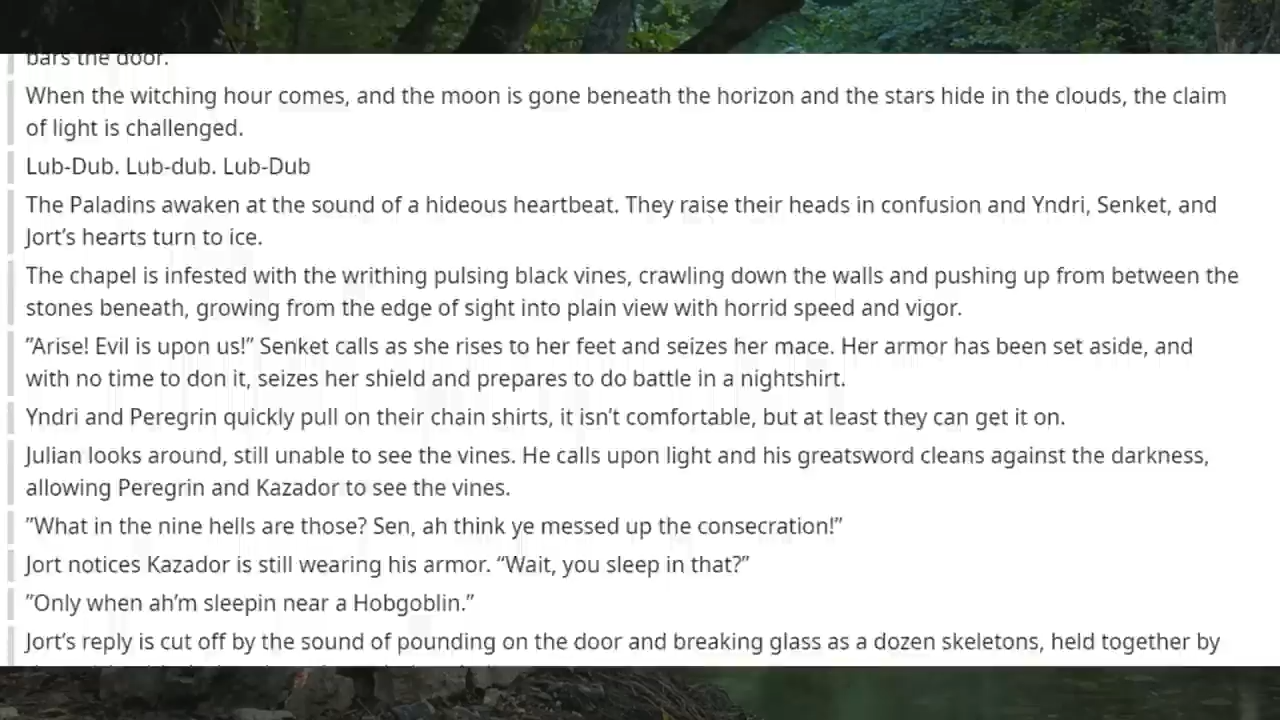 bars the door.
When the witching hour comes, and the moon is gone beneath the horizon and the stars hide in the clouds, the claim
of light is challenged.
Lub-Dub. Lub-dub. Lub-Dub
The Paladins awaken at the sound of a hideous heartbeat. They raise their heads in confusion and Yndri, Senket, and
Jort’s hearts turn to ice.
The chapel is infested with the writhing pulsing black vines, crawling down the walls and pushing up from between the
stones beneath, growing from the edge of sight into plain view with horrid speed and vigor.
”Arise! Evil is upon us!” Senket calls as she rises to her feet and seizes her mace. Her armor has been set aside, and
with no time to don it, seizes her shield and prepares to do battle in a nightshirt.
Yndri and Peregrin quickly pull on their chain shirts, it isn’t comfortable, but at least they can get it on.
Julian looks around, still unable to see the vines. He calls upon light and his greatsword cleans against the darkness,
allowing Peregrin and Kazador to see the vines.
”What in the nine hells are those? Sen, ah think ye messed up the consecration!”
Jort notices Kazador is still wearing his armor. “Wait, you sleep in that?”
”Only when ah’m sleepin near a Hobgoblin.”
Jort’s reply is cut off by the sound of pounding on the door and breaking glass as a dozen skeletons, held together by